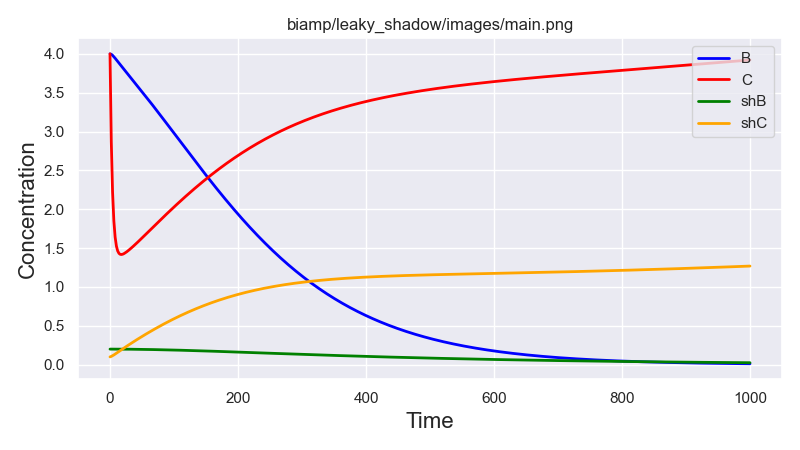 biamp/leaky_shadow/images/main.png
4.0
3.5
3.0
2.5
2.0
1.5
1.0
0.5
0.0
Concentration
B
C
shB
shC
0 200 400 600 800 1000
Time